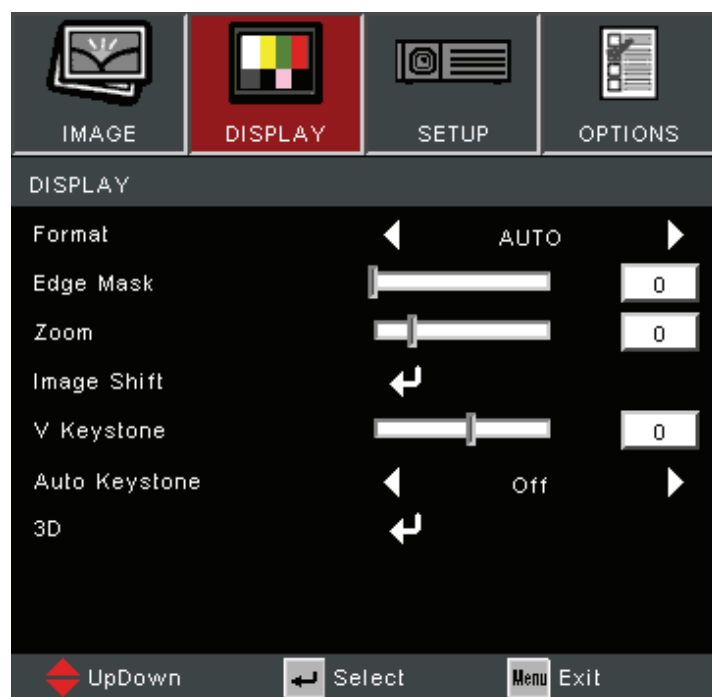 IMAGE DISPLAY SETUP OPTIONS
DISPLAY
Format AUTO
Edge Mask 0
Zoom 0
Image Shift
V Keystone 0
Auto Keystone Off
3D
UpDown Select Menu Exit